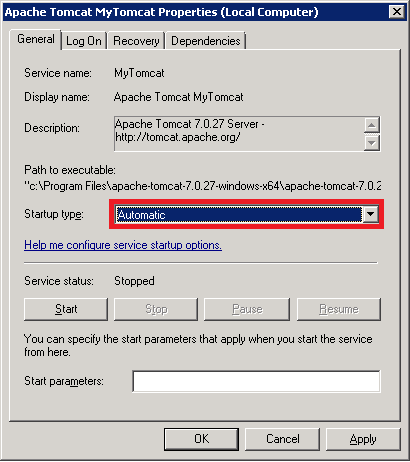 Apache Tomcat MyTomcat Properties (Local Computer)
General Log On Recovery Dependencies
Service name: MyTomcat
Display name: Apache Tomcat MyTomcat
Description: Apache Tomcat 7.0.27 Server -
http://tomcat.apache.org/
Path to executable:
"c:\Program Files\apache-tomcat-7.0.27-windows-x64\apache-tomcat-7.0.2
Startup type: Automatic
Help me configure service startup options.
Service status: Stopped
Start Stop Pause Resume
You can specify the start parameters that apply when you start the service
from here.
Start parameters:
OK Cancel Apply